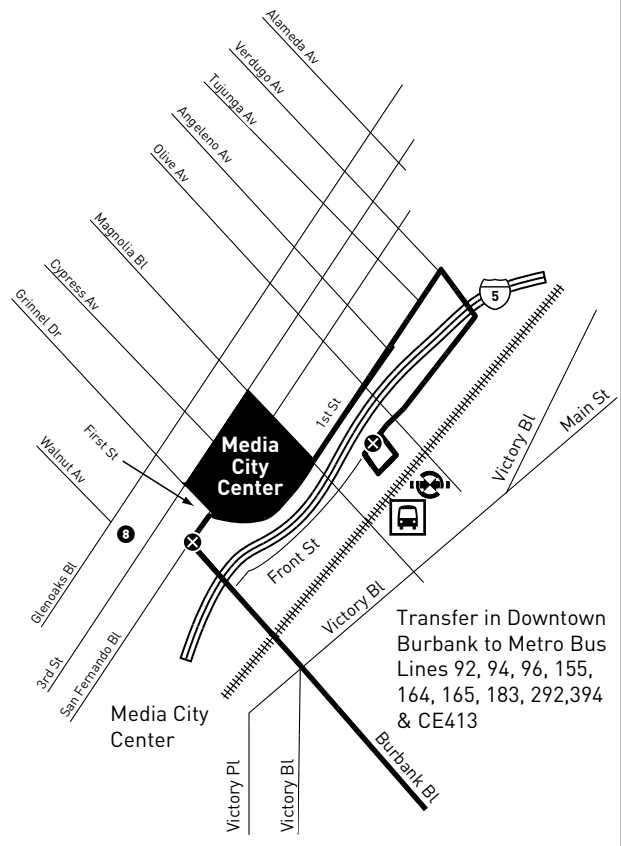 Alameda Av
Verdugo Av
Tujunga Av
Angeleno Av
Olive Av
Magnolia Bl
Cypress Av
Grinnel Dr
5
1st St
First St
Walnut Av
Media
City
Center
8
Victory Bl
Main St
Glenoaks Bl
3rd St
San Fernando Bl
Front St
Victory Bl
Transfer in Downtown
Burbank to Metro Bus
Lines 92, 94, 96, 155,
164, 165, 183, 292,394
& CE413
Media City
Center
Victory Pl
Victory Bl
Burbank Bl